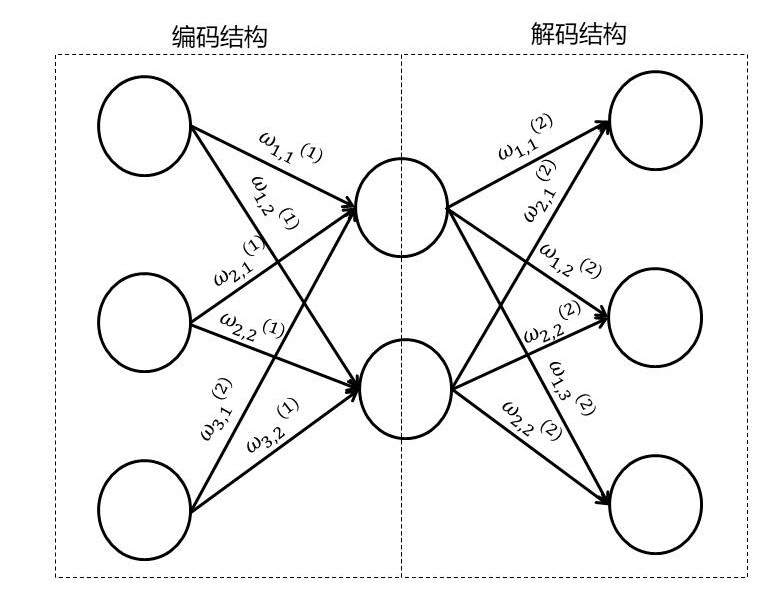 编码结构
解码结构
ω1,1 (1)
ω1,2 (1)
ω2,1 (1)
ω2,2 (1)
ω3,1 (2)
ω3,2 (1)
ω1,1 (2)
ω2,1 (2)
ω1,2 (2)
ω2,2 (2)
ω1,3 (2)
ω2,2 (2)